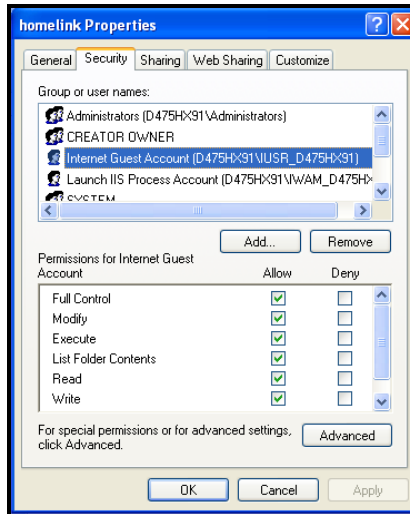 homelink Properties
General Security Sharing Web Sharing Customize
Group or user names:
Administrators (D475HX91\Administrators)
CREATOR OWNER
Internet Guest Account (D475HX91\IUSR_D475HX91)
Launch IIS Process Account (D475HX91\IWAM_D475HX
SYSTEM
Add... Remove
Permissions for Internet Guest
Account Allow Deny
Full Control
Modify
Execute
List Folder Contents
Read
Write
For special permissions or for advanced settings,
click Advanced. Advanced
OK Cancel Apply